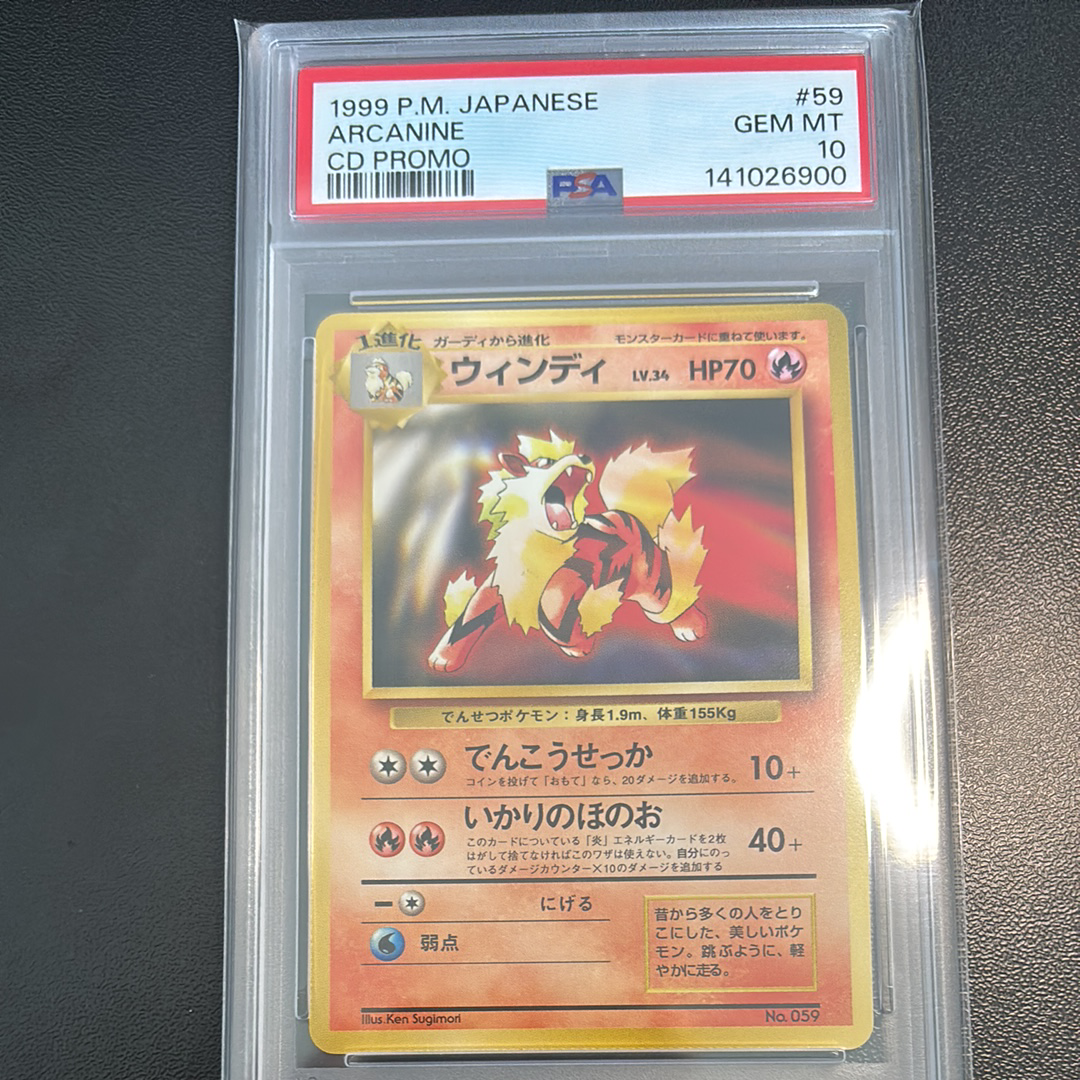 1999 P.M. JAPANESE #59
ARCANINE GEM MT
CD PROMO 10
PSA 141026900
1進化 ガーディから進化 モンスターカードに重ねて使います。
ウィンディ LV.34 HP70
でんせつポケモン：身長1.9m、体重155Kg
でんこうせっか 10+
コインを投げて「おもて」なら、20ダメージを追加する。
いかりのほのお 40+
このカードについている「炎」エネルギーカードを2枚
はがして捨てなければこのワザは使えない。自分にのっ
ているダメージカウンター×10のダメージを追加する
にげる
弱点
昔から多くの人をとり
こにした、美しいポケ
モン。跳ぶように、軽
やかに走る。
Illus.Ken Sugimori No. 059